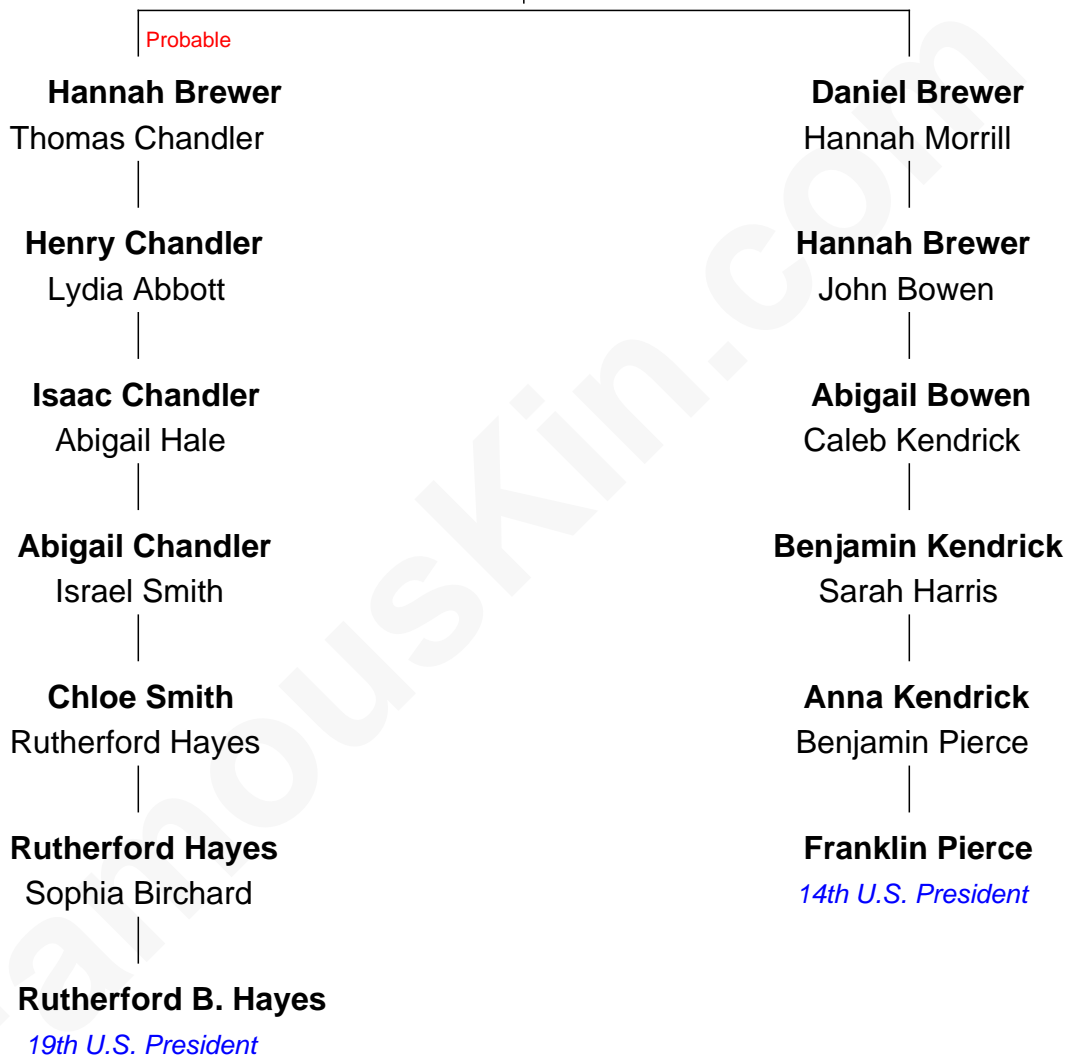 Probable
Hannah Brewer
Thomas Chandler
Daniel Brewer
Hannah Morrill
Henry Chandler
Lydia Abbott
Hannah Brewer
John Bowen
Isaac Chandler
Abigail Hale
Abigail Bowen
Caleb Kendrick
Abigail Chandler
Israel Smith
Benjamin Kendrick
Sarah Harris
Chloe Smith
Rutherford Hayes
Anna Kendrick
Benjamin Pierce
Rutherford Hayes
Sophia Birchard
Franklin Pierce
14th U.S. President
Rutherford B. Hayes
19th U.S. President
amouskin.com